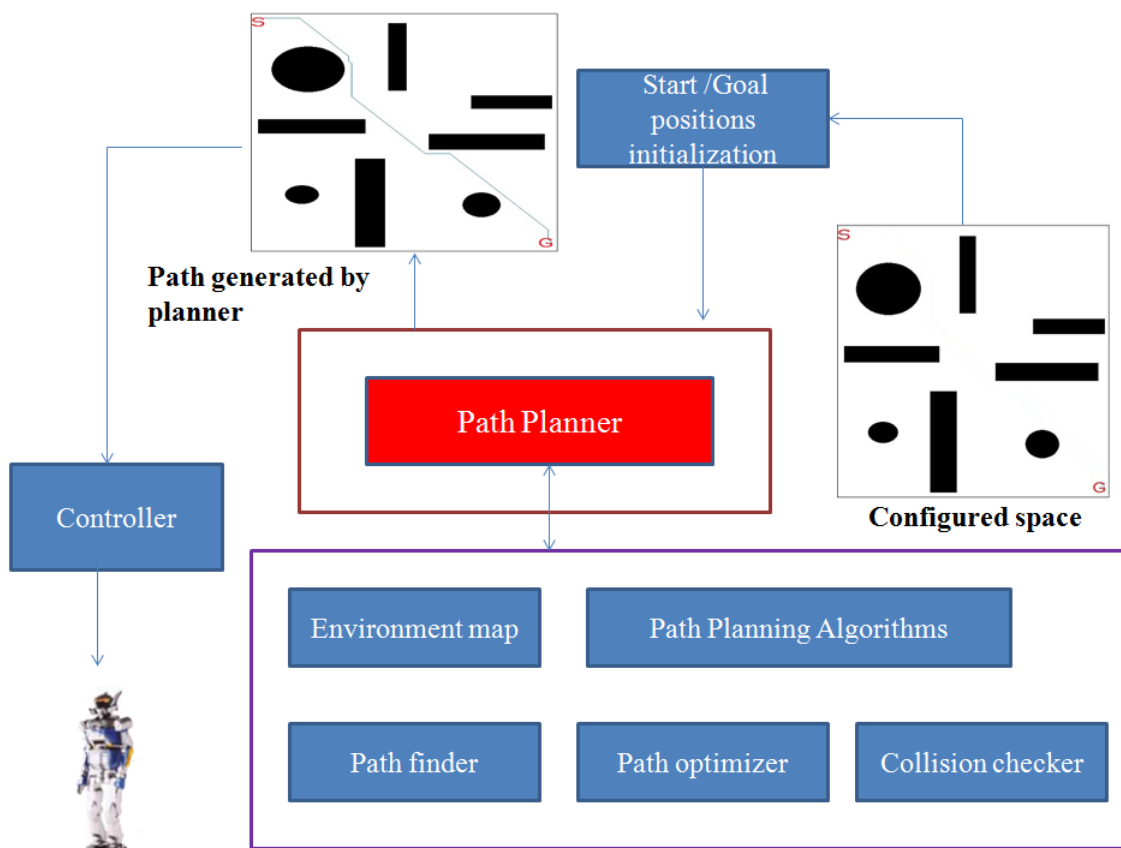 S
Start /Goal
positions
initialization
G
S
Path generated by
planner
Path Planner
G
Controller
Configured space
Environment map
Path Planning Algorithms
Path finder
Path optimizer
Collision checker